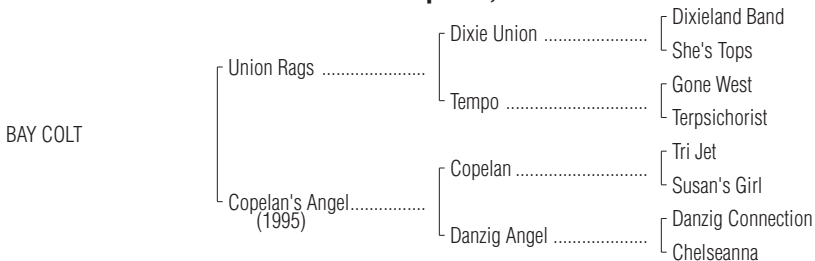 Dixieland Band
Dixie Union ......................
She's Tops
Union Rags ......................
Gone West
Tempo ..............................
Terpsichorist
BAY COLT
Tri Jet
Copelan ............................
Susan's Girl
Copelan's Angel................
(1995)
Danzig Connection
Danzig Angel ....................
Chelseanna